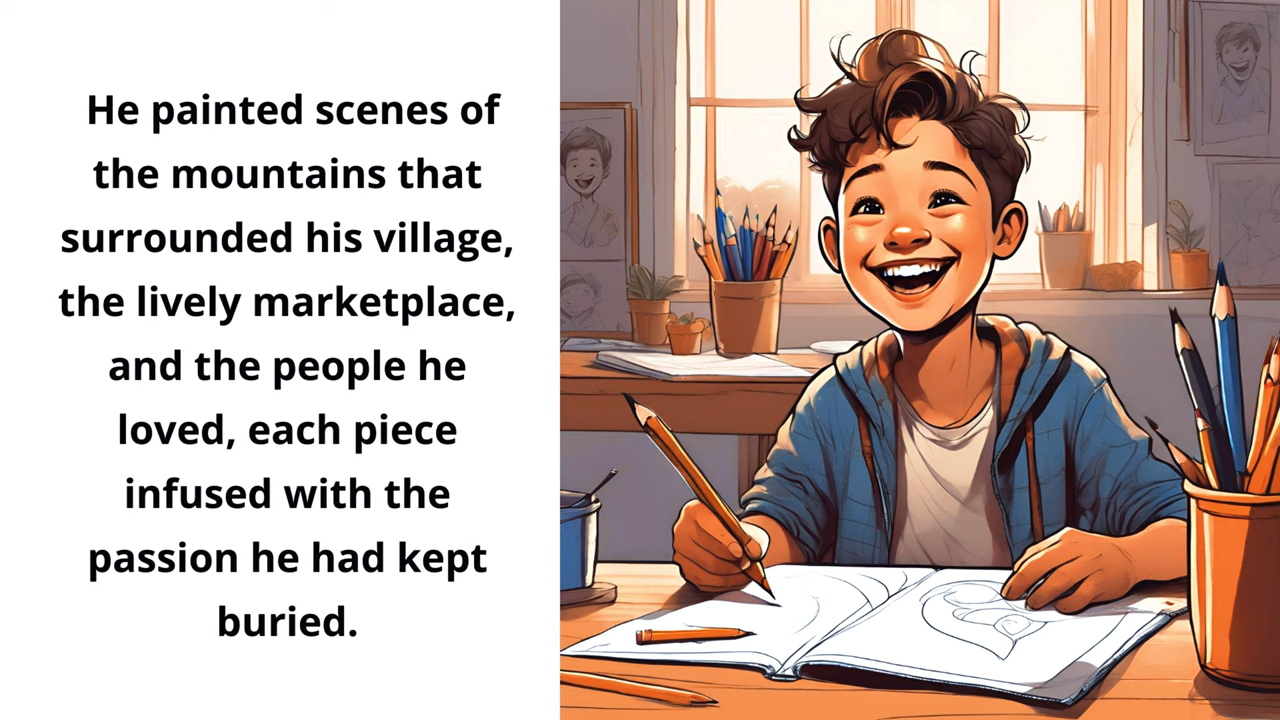 He painted scenes of
the mountains that
surrounded his village,
the lively marketplace,
and the people he
loved, each piece
infused with the
passion he had kept
buried.